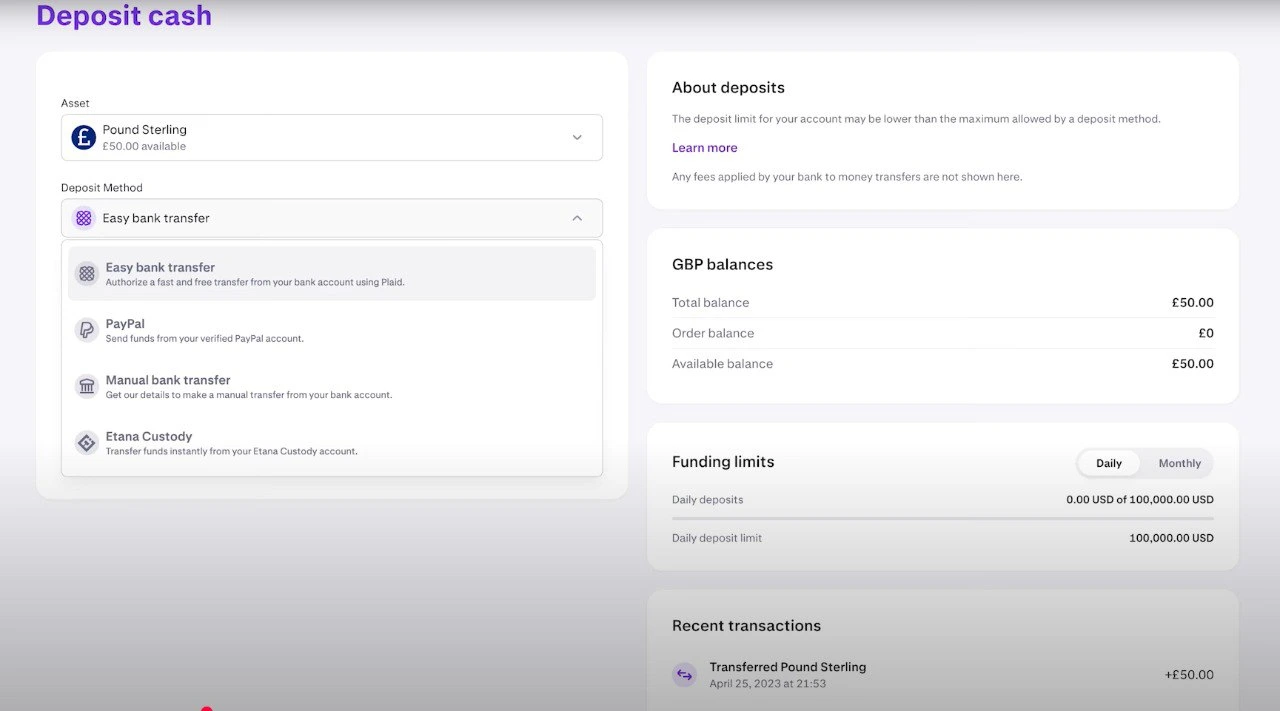 Deposit cash
Asset
£
Pound Sterling
£50.00 available
Deposit Method
Easy bank transfer
Easy bank transfer
Authorize a fast and free transfer from your bank account using Plaid.
PayPal
Send funds from your verified PayPal account.
Manual bank transfer
Get our details to make a manual transfer from your bank account.
Etana Custody
Transfer funds instantly from your Etana Custody account.
About deposits
The deposit limit for your account may be lower than the maximum allowed by a deposit method.
Learn more
Any fees applied by your bank to money transfers are not shown here.
GBP balances
Total balance £50.00
Order balance £0
Available balance £50.00
Funding limits Daily Monthly
Daily deposits 0.00 USD of 100,000.00 USD
Daily deposit limit 100,000.00 USD
Recent transactions
Transferred Pound Sterling +£50.00
April 25, 2023 at 21:53